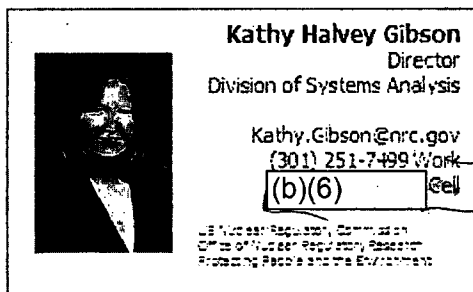 Kathy Halvey Gibson
Director
Division of Systems Analysis
Kathy.Gibson@nrc.gov
(301) 251-7499 Work
(b)(6) Cell
US Nuclear Regulatory Commission
Office of Nuclear Regulatory Research
Protecting People and the Environment